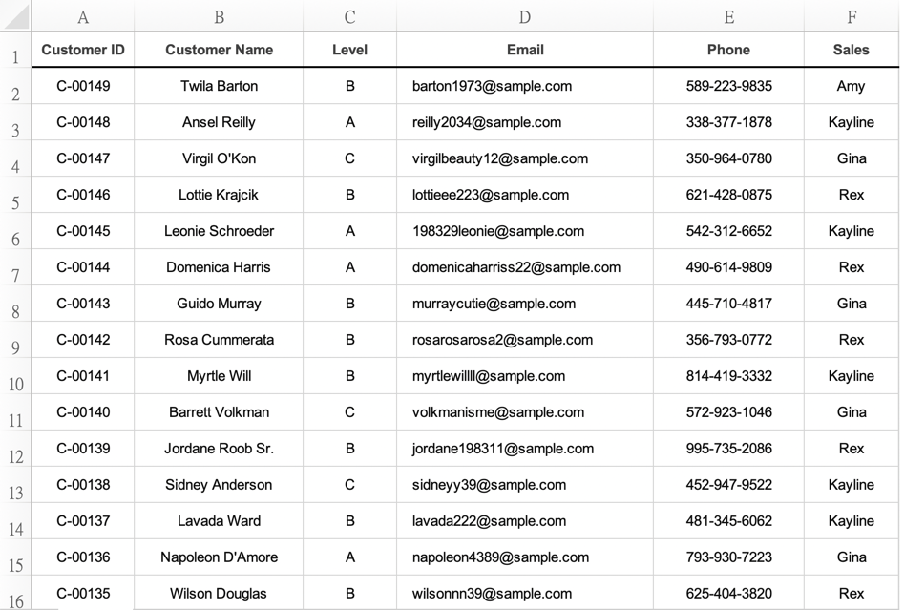 A B C D E F
1 Customer ID Customer Name Level Email Phone Sales
2 C-00149 Twila Barton B barton1973@sample.com 589-223-9835 Amy
3 C-00148 Ansel Reilly A reilly2034@sample.com 338-377-1878 Kayline
4 C-00147 Virgil O'Kon C virgilbeauty12@sample.com 350-964-0780 Gina
5 C-00146 Lottie Krajcik B lottieee223@sample.com 621-428-0875 Rex
6 C-00145 Leonie Schroeder A 198329leonie@sample.com 542-312-6652 Kayline
7 C-00144 Domenica Harris A domenicaharriss22@sample.com 490-614-9809 Rex
8 C-00143 Guido Murray B murraycutie@sample.com 445-710-4817 Gina
9 C-00142 Rosa Cummerata B rosarosarosa2@sample.com 356-793-0772 Rex
10 C-00141 Myrtle Will B myrtlewillll@sample.com 814-419-3332 Kayline
11 C-00140 Barrett Volkman C volkmanisme@sample.com 572-923-1046 Gina
12 C-00139 Jordane Roob Sr. B jordane198311@sample.com 995-735-2086 Rex
13 C-00138 Sidney Anderson C sidneyy39@sample.com 452-947-9522 Kayline
14 C-00137 Lavada Ward B lavada222@sample.com 481-345-6062 Kayline
15 C-00136 Napoleon D'Amore A napoleon4389@sample.com 793-930-7223 Gina
16 C-00135 Wilson Douglas B wilsonnn39@sample.com 625-404-3820 Rex